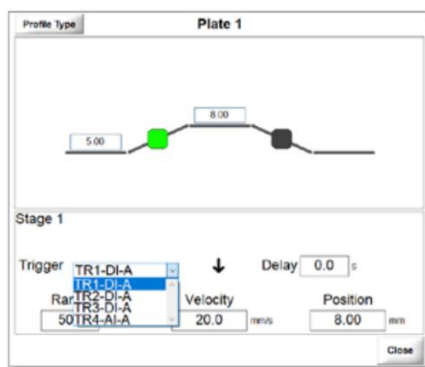 Profile Type
Plate 1
8.00
5.00
Stage 1
Trigger TR1-DI-A Delay 0.0 s
TR1-DI-A
TR2-DI-A
TR3-DI-A
TR4-AI-A
Velocity Position
20.0 mm/s 8.00 mm
Close